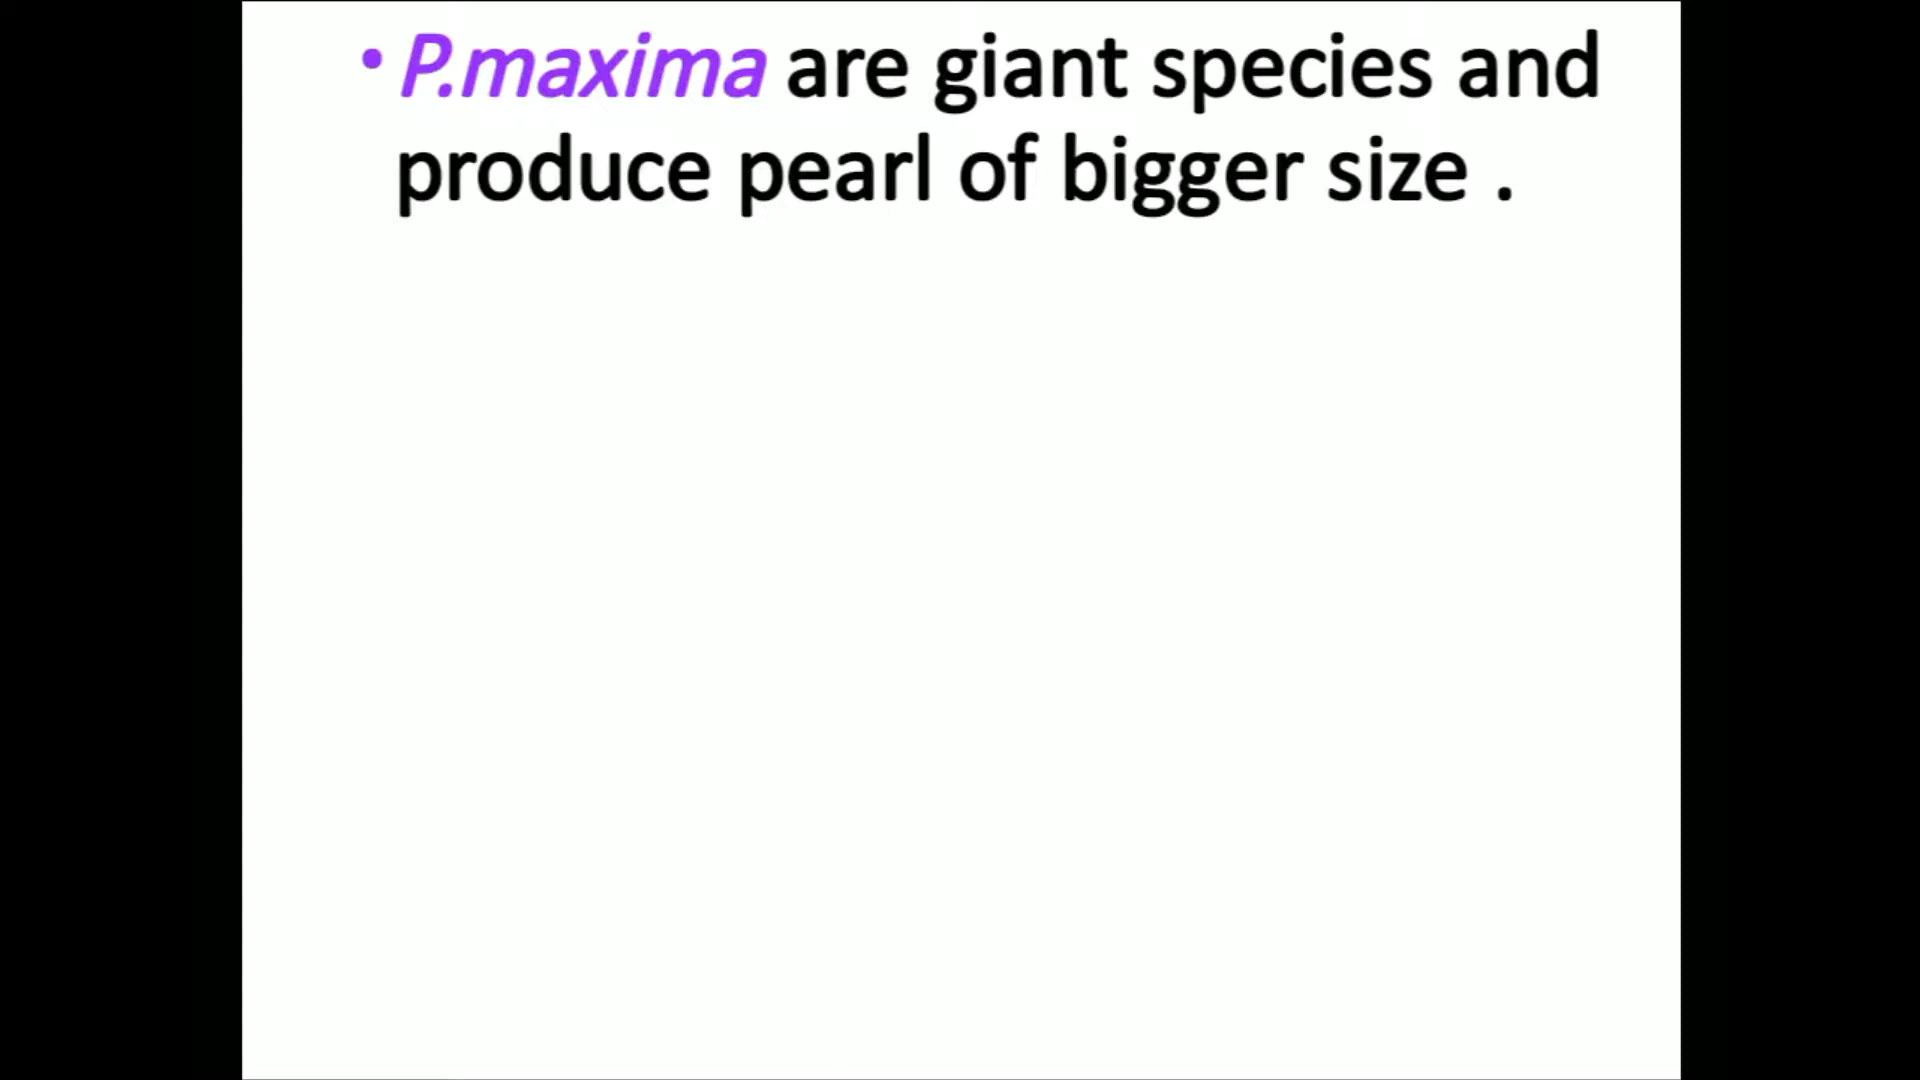 • P.maxima are giant species and
produce pearl of bigger size .